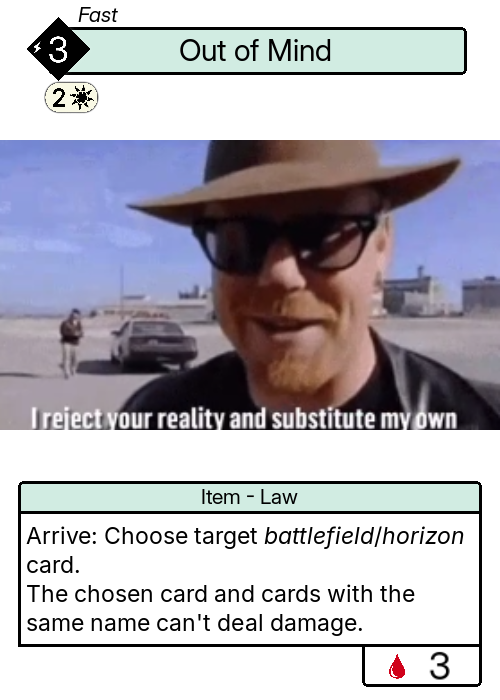 Fast
3
Out of Mind
2
I reject your reality and substitute my own
Item - Law
Arrive: Choose target battlefield/horizon
card.
The chosen card and cards with the
same name can't deal damage.
3